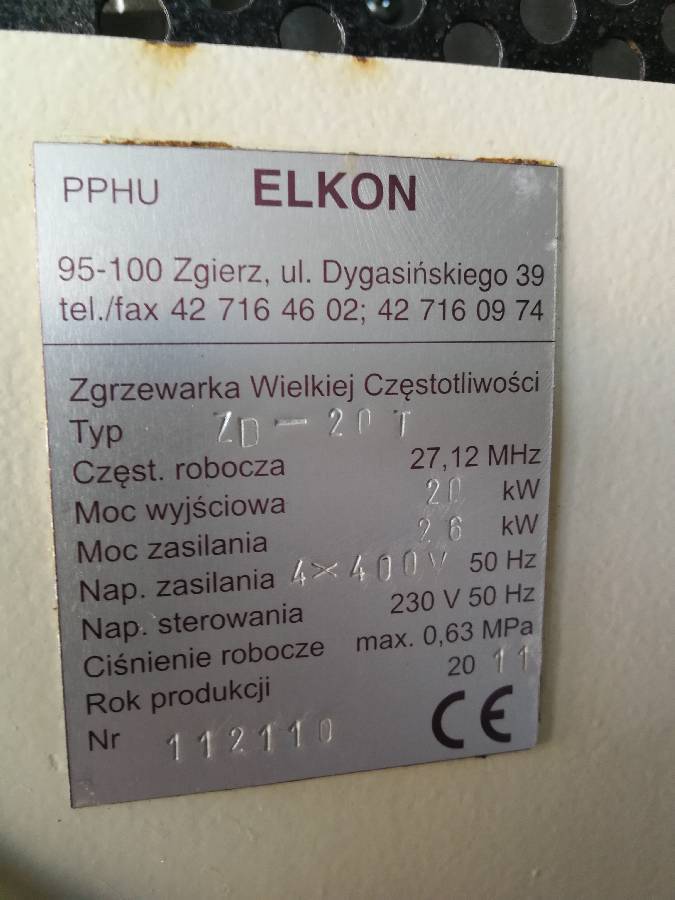 PPHU ELKON
95-100 Zgierz, ul. Dygasińskiego 39
tel./fax 42 716 46 02; 42 716 09 74
Zgrzewarka Wielkiej Częstotliwości
Typ ZD-20T
Częst. robocza 27,12 MHz
Moc wyjściowa 20 kW
Moc zasilania 26 kW
Nap. zasilania 4×400V 50 Hz
Nap. sterowania 230 V 50 Hz
Ciśnienie robocze max. 0,63 MPa
Rok produkcji 2011
Nr 112110 CE